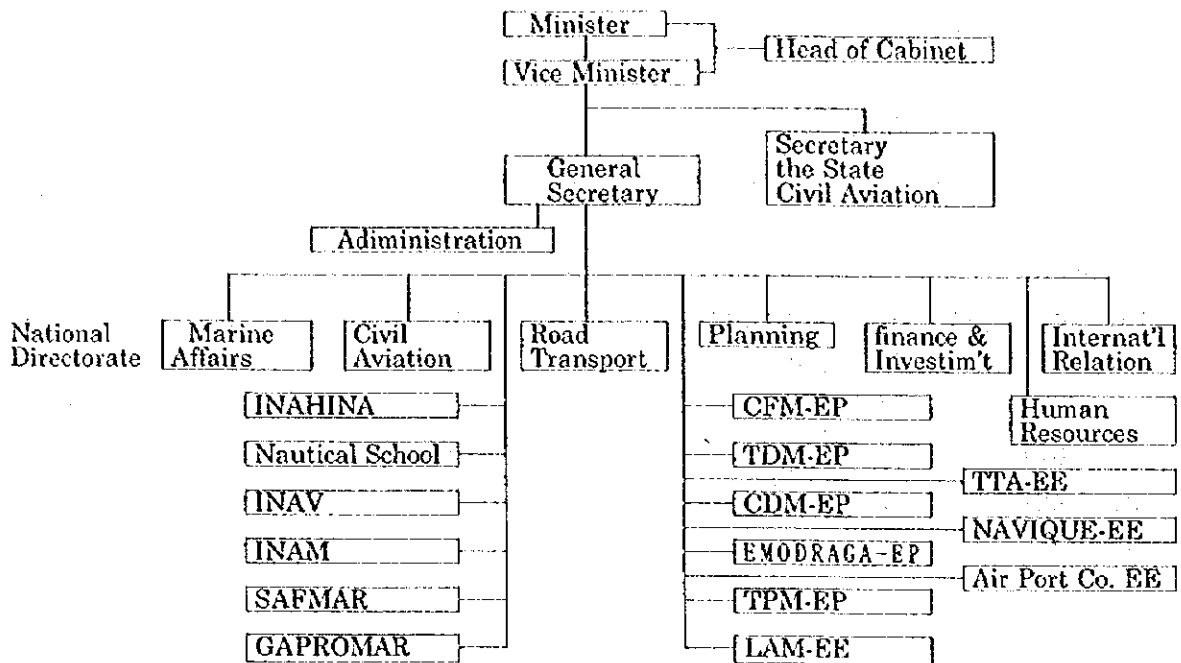 Minister
Head of Cabinet
Vice Minister
Secretary
the State
Civil Aviation
General
Secretary
Adiministration
National
Directorate
Marine
Affairs
Civil
Aviation
Road
Transport
Planning
finance &
Investim't
Internat'l
Relation
Human
Resources
INAHINA
Nautical School
INAV
INAM
SAFMAR
GAPROMAR
CFM-EP
TDM-EP
CDM-EP
EMODRAGA-EP
TPM-EP
LAM-EE
TTA-EE
NAVIQUE-EE
Air Port Co. EE